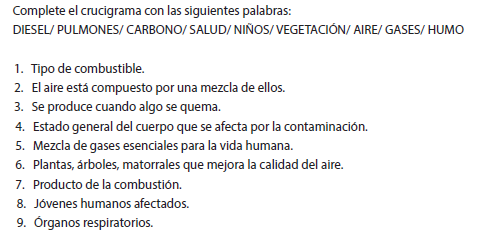 Complete el crucigrama con las siguientes palabras:
DIESEL/ PULMONES/ CARBONO/ SALUD/ NIÑOS/ VEGETACIÓN/ AIRE/ GASES/ HUMO
1. Tipo de combustible.
2. El aire está compuesto por una mezcla de ellos.
3. Se produce cuando algo se quema.
4. Estado general del cuerpo que se afecta por la contaminación.
5. Mezcla de gases esenciales para la vida humana.
6. Plantas, árboles, matorrales que mejora la calidad del aire.
7. Producto de la combustión.
8. Jóvenes humanos afectados.
9. Órganos respiratorios.